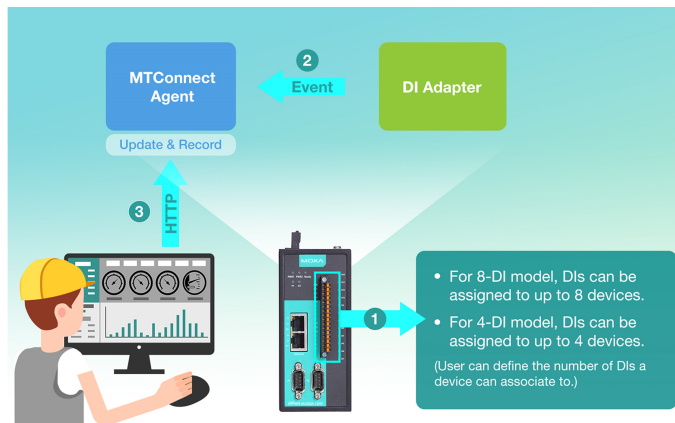 MTConnect
Agent
2
Event
DI Adapter
Update & Record
3
HTTP
MOXA
1
• For 8-DI model, DIs can be
assigned to up to 8 devices.
• For 4-DI model, DIs can be
assigned to up to 4 devices.
(User can define the number of DIs a
device can associate to.)